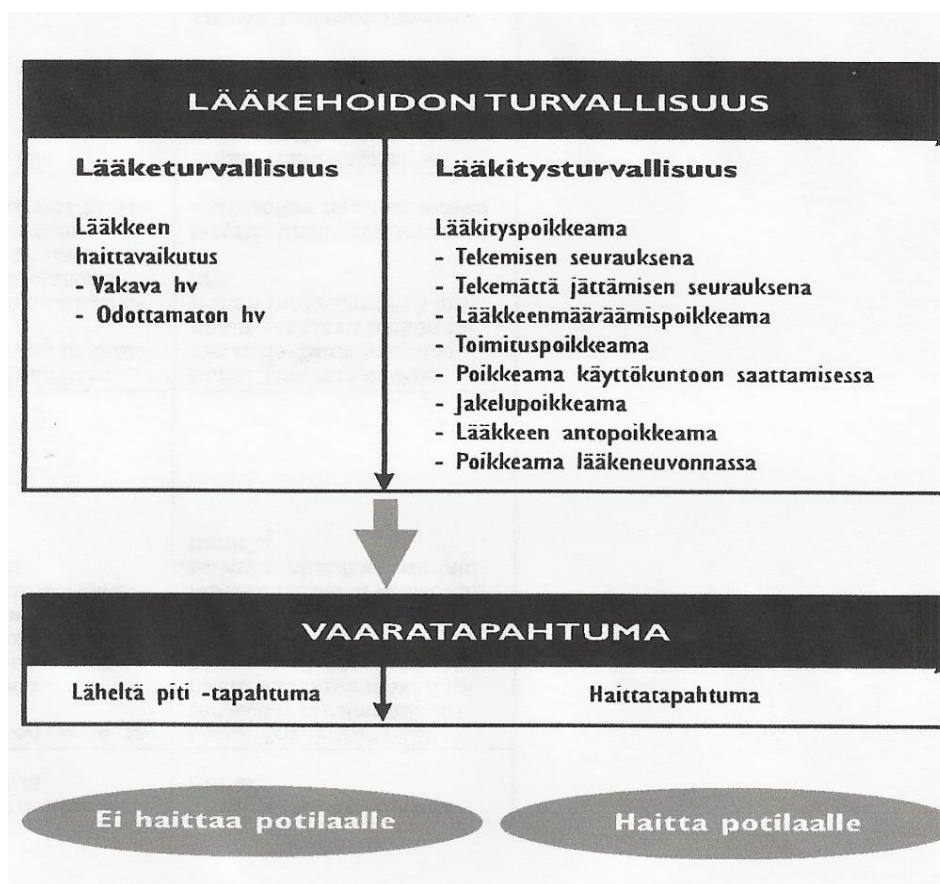 LÄÄKEHOIDON TURVALLISUUS
Lääketurvallisuus
Lääkkeen
haittavaikutus
- Vakava hv
- Odottamaton hv
Lääkitysturvallisuus
Lääkityspoikkeama
- Tekemisen seurauksena
- Tekemättä jättämisen seurauksena
- Lääkkeenmääräämispoikkeama
- Toimituspoikkeama
- Poikkeama käyttökuntoon saattamisessa
- Jakelupoikkeama
- Lääkkeen antopoikkeama
- Poikkeama lääkeneuvonnassa
VAARATAPAHTUMA
Läheltä piti -tapahtuma
Haittatapahtuma
Ei haittaa potilaalle
Haitta potilaalle